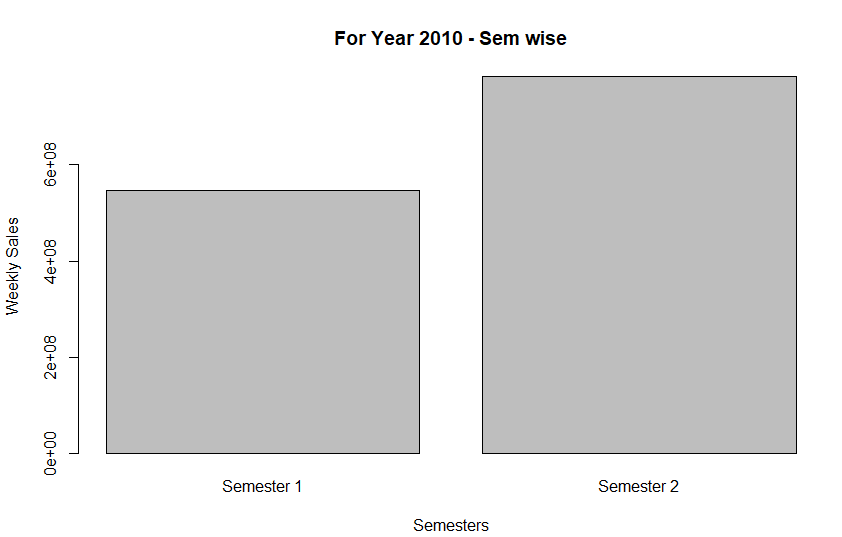 For Year 2010 - Sem wise
Weekly Sales
6e+08
4e+08
2e+08
0e+00
Semester 1
Semester 2
Semesters